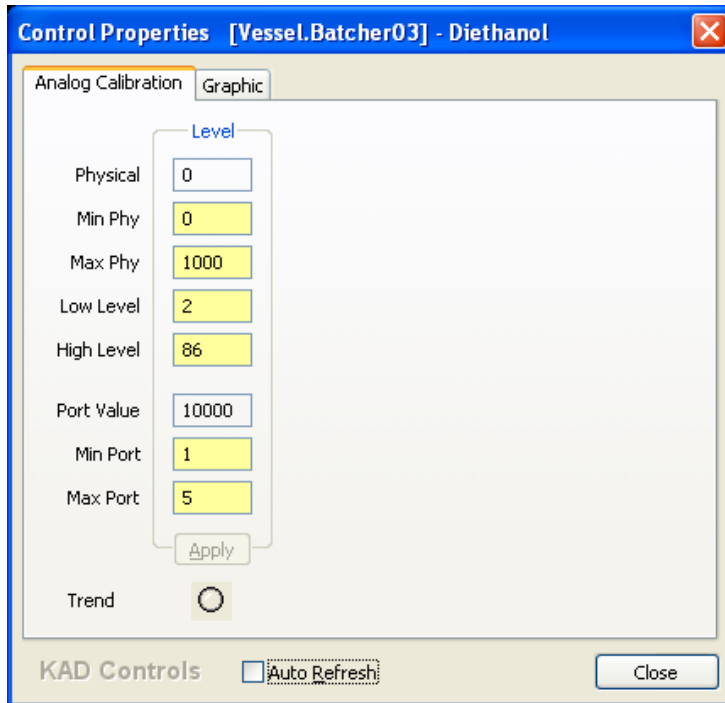 Control Properties [Vessel.Batcher03] - Diethanol
Analog Calibration Graphic
Level
Physical 0
Min Phy 0
Max Phy 1000
Low Level 2
High Level 86
Port Value 10000
Min Port 1
Max Port 5
Apply
Trend
KAD Controls Auto Refresh Close